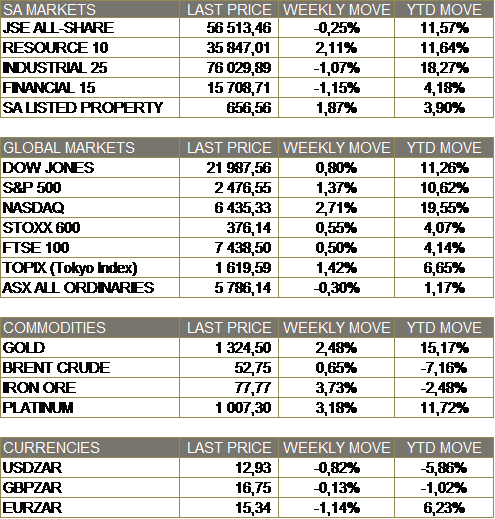 SA MARKETS LAST PRICE WEEKLY MOVE YTD MOVE
JSE ALL-SHARE 56 513,46 -0,25% 11,57%
RESOURCE 10 35 847,01 2,11% 11,64%
INDUSTRIAL 25 76 029,89 -1,07% 18,27%
FINANCIAL 15 15 708,71 -1,15% 4,18%
SA LISTED PROPERTY 656,56 1,87% 3,90%
GLOBAL MARKETS LAST PRICE WEEKLY MOVE YTD MOVE
DOW JONES 21 987,56 0,80% 11,26%
S&P 500 2 476,55 1,37% 10,62%
NASDAQ 6 435,33 2,71% 19,55%
STOXX 600 376,14 0,55% 4,07%
FTSE 100 7 438,50 0,50% 4,14%
TOPIX (Tokyo Index) 1 619,59 1,42% 6,65%
ASX ALL ORDINARIES 5 786,14 -0,30% 1,17%
COMMODITIES LAST PRICE WEEKLY MOVE YTD MOVE
GOLD 1 324,50 2,48% 15,17%
BRENT CRUDE 52,75 0,65% -7,16%
IRON ORE 77,77 3,73% -2,48%
PLATINUM 1 007,30 3,18% 11,72%
CURRENCIES LAST PRICE WEEKLY MOVE YTD MOVE
USDZAR 12,93 -0,82% -5,86%
GBPZAR 16,75 -0,13% -1,02%
EURZAR 15,34 -1,14% 6,23%